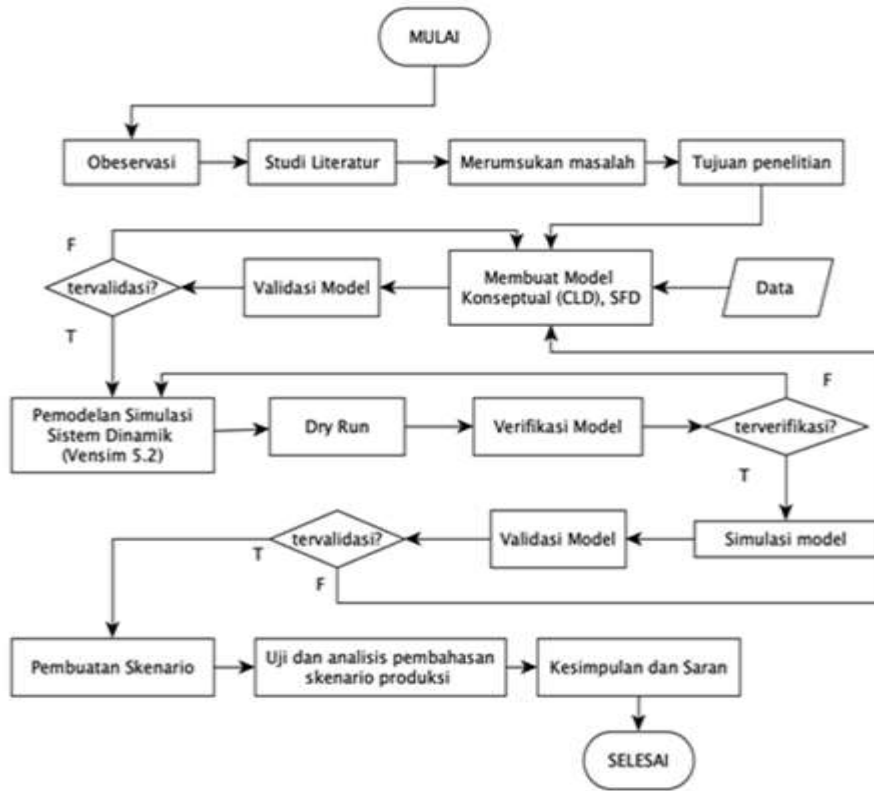 MULAI
Obeservasi
Studi Literatur
Merumsukan masalah
Tujuan penelitian
F
tervalidasi?
Validasi Model
Membuat Model
Konseptual (CLD), SFD
Data
T
F
Pemodelan Simulasi
Sistem Dinamik
(Vensim 5.2)
Dry Run
Verifikasi Model
terverifikasi?
T
tervalidasi?
Validasi Model
Simulasi model
T
F
Pembuatan Skenario
Uji dan analisis pembahasan
skenario produksi
Kesimpulan dan Saran
SELESAI